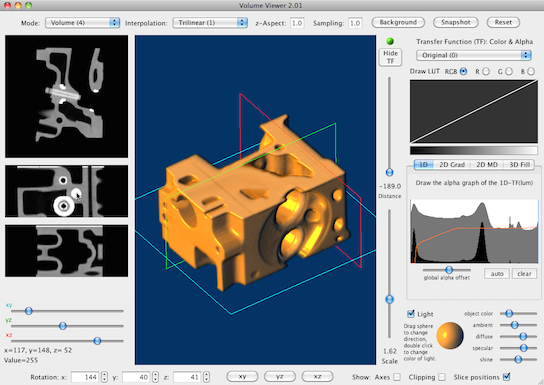 Volume Viewer 2.01
Mode: Volume (4) Interpolation: Trilinear (1) z-Aspect: 1.0 Sampling: 1.0 Background Snapshot Reset
Hide
TF
Transfer Function (TF): Color & Alpha
Original (0)
Draw LUT RGB R G B
1D 2D Grad 2D MD 3D Fill
Draw the alpha graph of the 1D-TF(lum)
-189.0
Distance
global alpha offset auto clear
xy
yz
xz
x=117, y=148, z= 52
Value=255
1.62
Scale
Light
Drag sphere
to change
direction,
double click
to change
color of light.
object color
ambient
diffuse
specular
shine
Rotation: x: 144 y: 40 z: 41 xy yz xz Show: Axes Clipping Slice positions